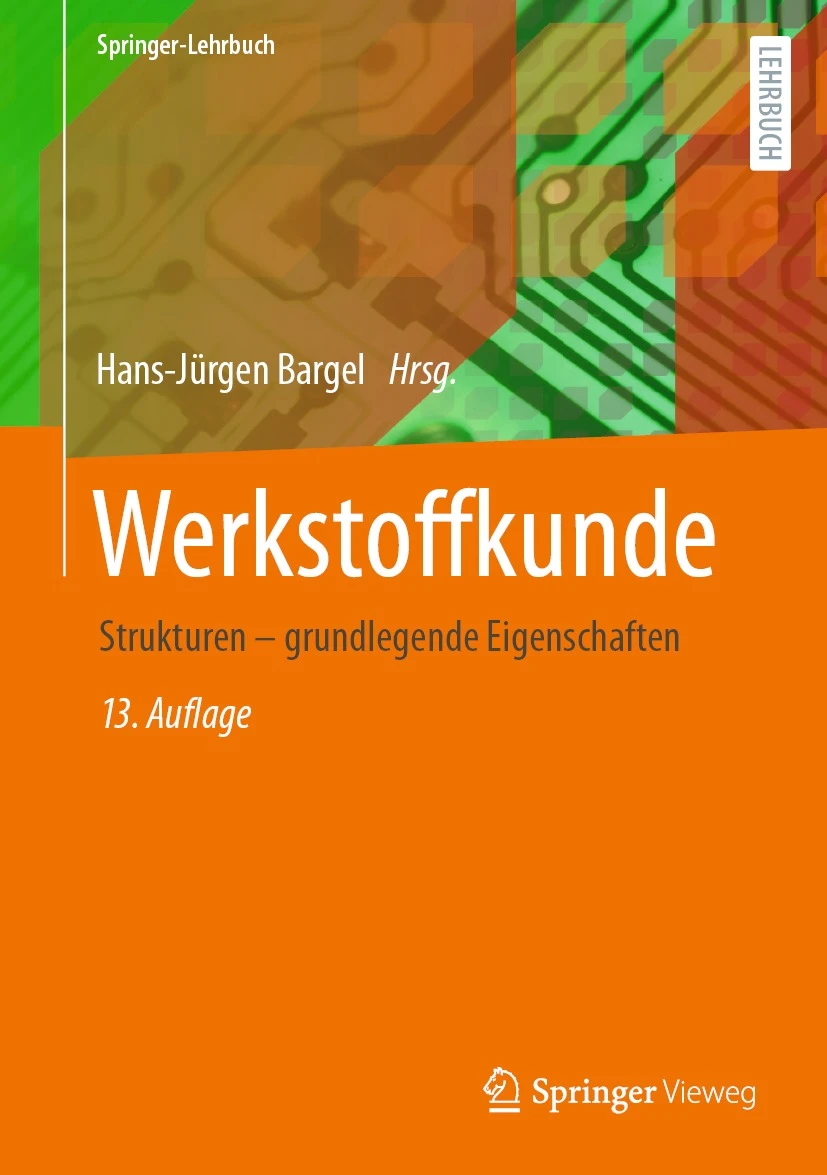 Springer-Lehrbuch
LEHRBUCH
Hans-Jürgen Bargel Hrsg.
Werkstoffkunde
Strukturen – grundlegende Eigenschaften
13. Auflage
Springer Vieweg